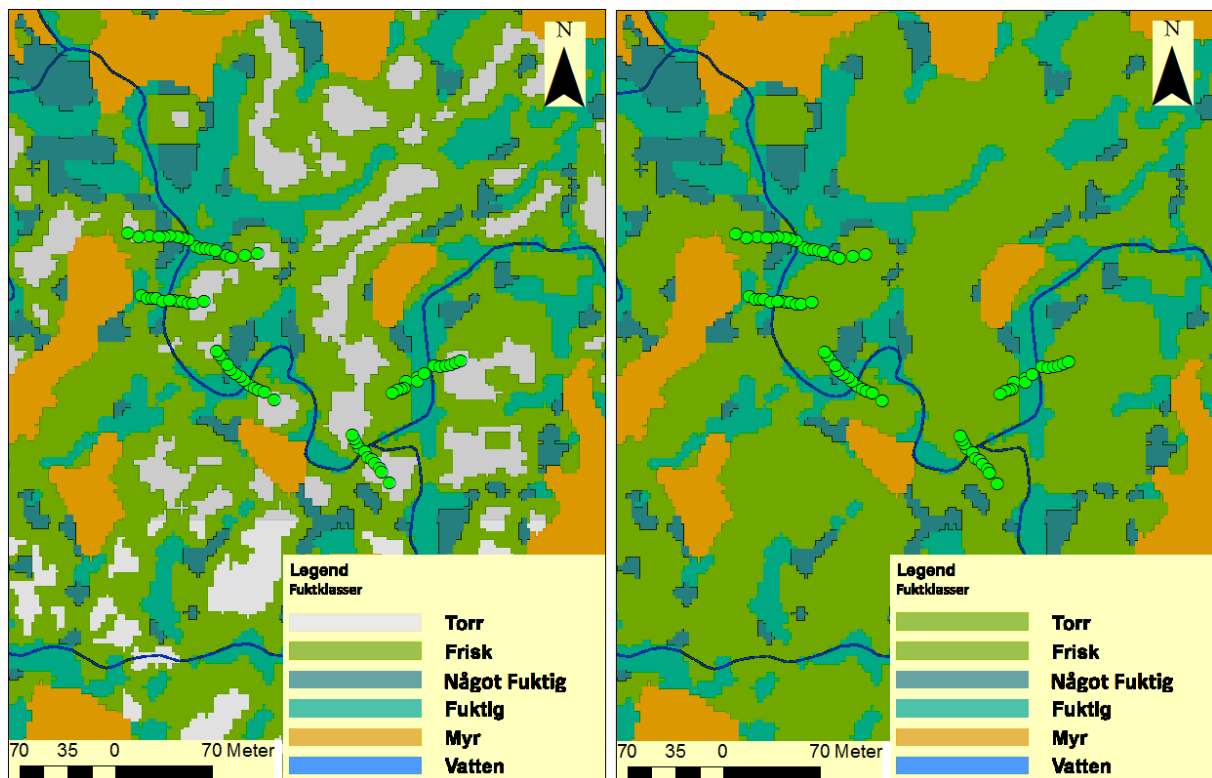 N
Legend
Fuktklasser
Torr
Frisk
Något Fuktig
Fuktig
Myr
Vatten
70 35 0 70 Meter
N
Legend
Fuktklasser
Torr
Frisk
Något Fuktig
Fuktig
Myr
Vatten
70 35 0 70 Meter